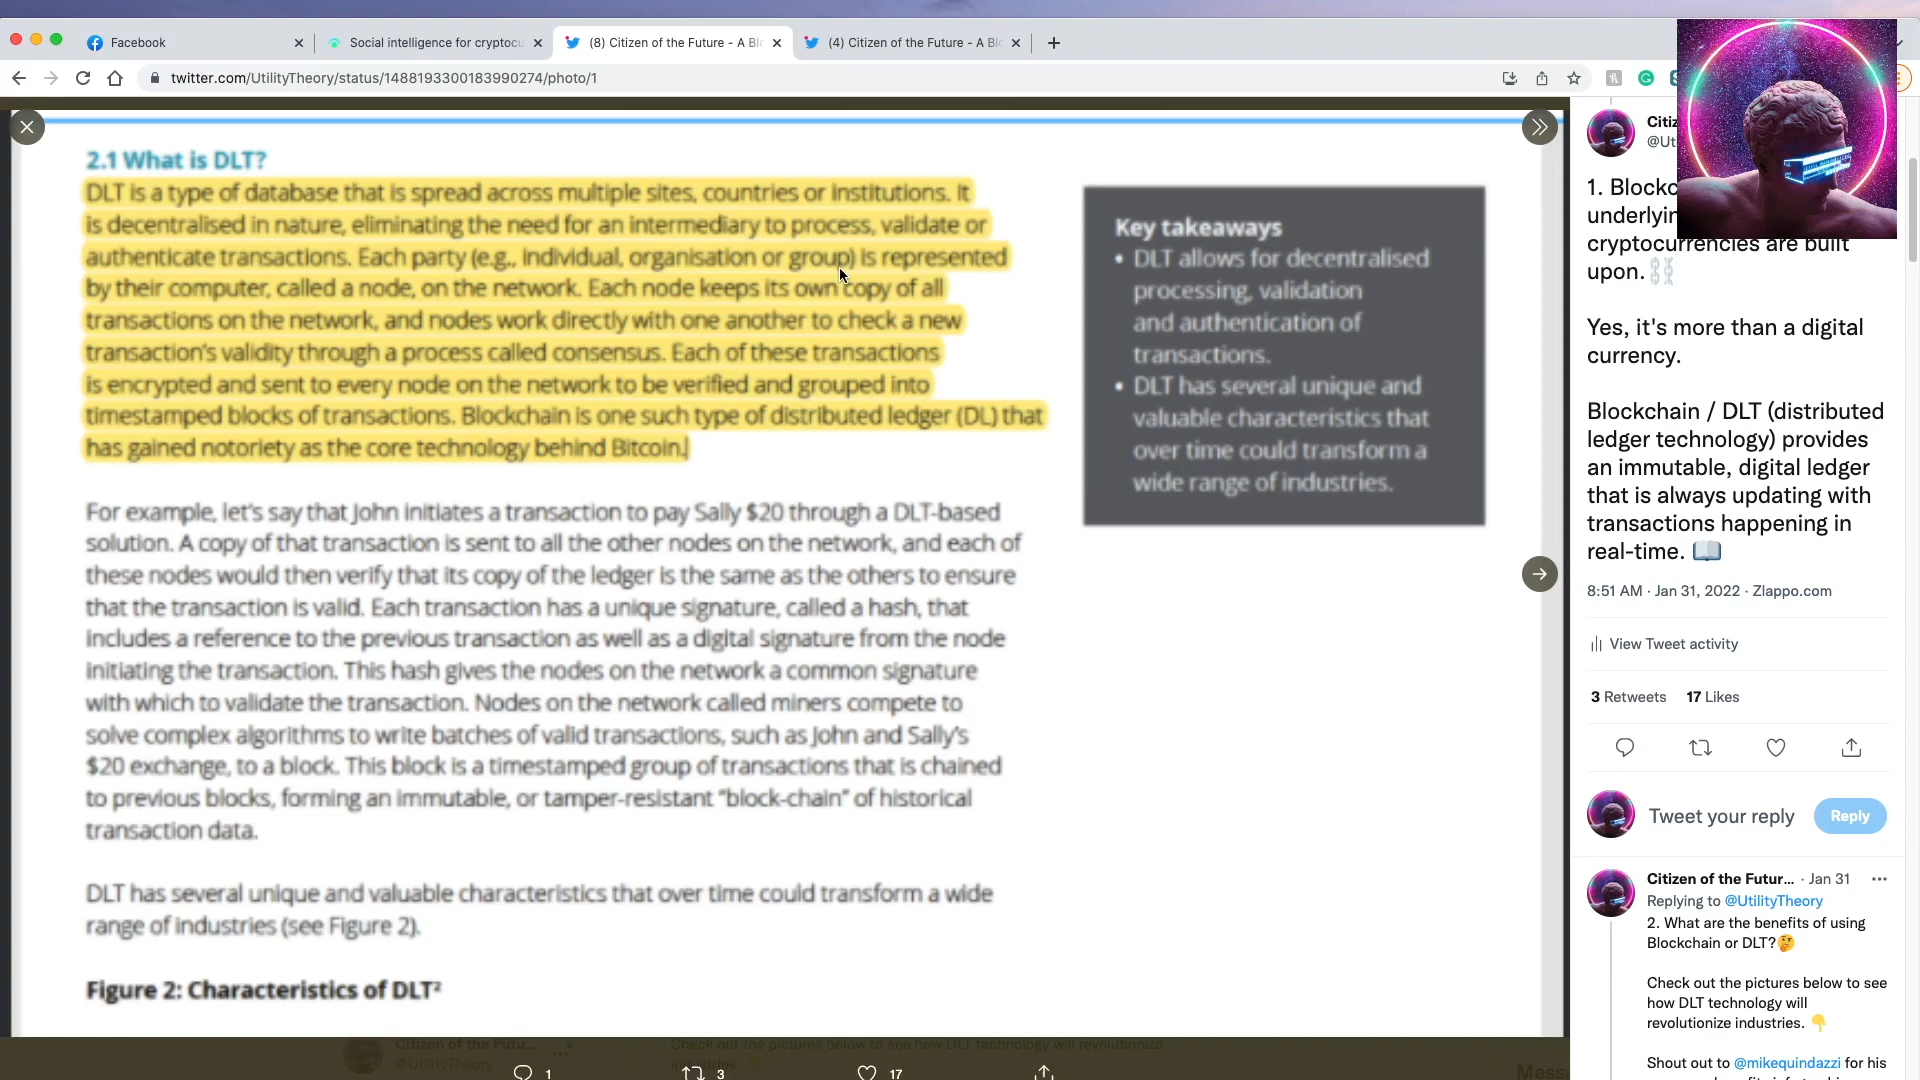 Facebook
Social intelligence for cryptocu
(8) Citizen of the Future - A Bl
(4) Citizen of the Future - A Bl
twitter.com/UtilityTheory/status/1488193300183990274/photo/1
2.1 What is DLT?
DLT is a type of database that is spread across multiple sites, countries or institutions. It
is decentralised in nature, eliminating the need for an intermediary to process, validate or
authenticate transactions. Each party (e.g., individual, organisation or group) is represented
by their computer, called a node, on the network. Each node keeps its own copy of all
transactions on the network, and nodes work directly with one another to check a new
transaction's validity through a process called consensus. Each of these transactions
is encrypted and sent to every node on the network to be verified and grouped into
timestamped blocks of transactions. Blockchain is one such type of distributed ledger (DL) that
has gained notoriety as the core technology behind Bitcoin.
For example, let's say that John initiates a transaction to pay Sally $20 through a DLT-based
solution. A copy of that transaction is sent to all the other nodes on the network, and each of
these nodes would then verify that its copy of the ledger is the same as the others to ensure
that the transaction is valid. Each transaction has a unique signature, called a hash, that
includes a reference to the previous transaction as well as a digital signature from the node
initiating the transaction. This hash gives the nodes on the network a common signature
with which to validate the transaction. Nodes on the network called miners compete to
solve complex algorithms to write batches of valid transactions, such as John and Sally's
$20 exchange, to a block. This block is a timestamped group of transactions that is chained
to previous blocks, forming an immutable, or tamper-resistant "block-chain" of historical
transaction data.
DLT has several unique and valuable characteristics that over time could transform a wide
range of industries (see Figure 2).
Figure 2: Characteristics of DLT²
Key takeaways
• DLT allows for decentralised
processing, validation
and authentication of
transactions.
• DLT has several unique and
valuable characteristics that
over time could transform a
wide range of industries.
Citiz
@Ut
1. Blockc
underlyin
cryptocurrencies are built
upon.⛓️
Yes, it's more than a digital
currency.
Blockchain / DLT (distributed
ledger technology) provides
an immutable, digital ledger
that is always updating with
transactions happening in
real-time. 📖
8:51 AM · Jan 31, 2022 · Zlappo.com
View Tweet activity
3 Retweets 17 Likes
Tweet your reply
Reply
Citizen of the Futur... · Jan 31
Replying to @UtilityTheory
2. What are the benefits of using
Blockchain or DLT?🤔
Check out the pictures below to see
how DLT technology will
revolutionize industries. 👇
Shout out to @mikequindazzi for his
Citizen of the Futu...
@UtilityTheory
Check out the pictures below to see how DLT technology will revolutionize
industries.
Mess
1
3
17